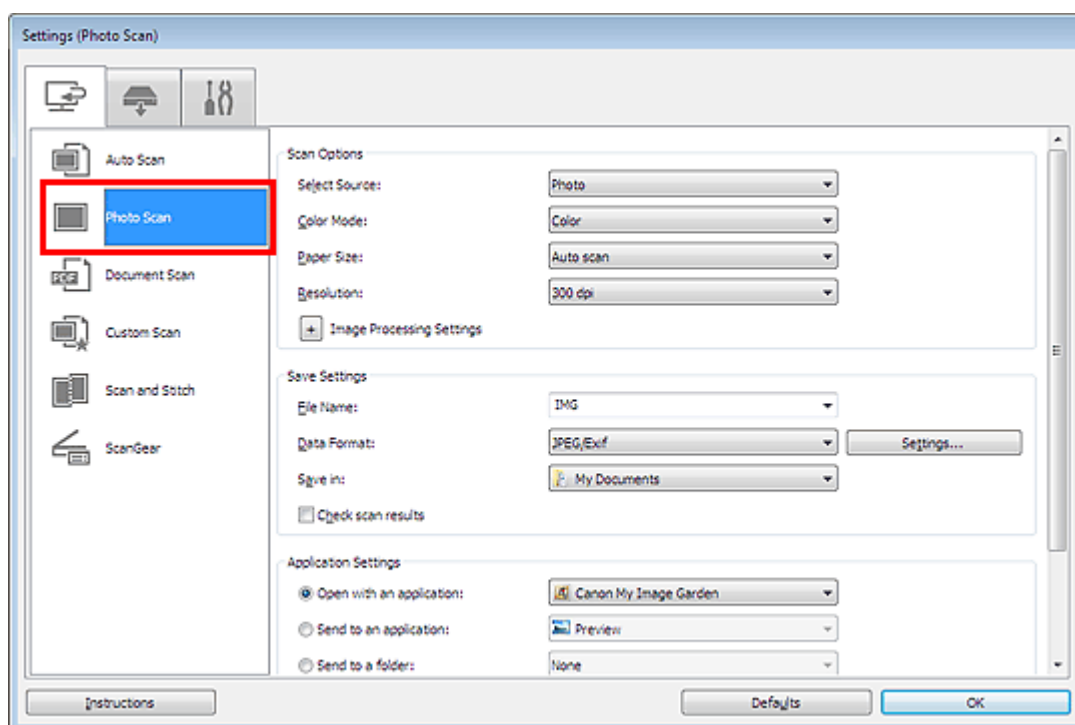 Settings (Photo Scan)
Auto Scan
Photo Scan
PDF
Document Scan
Custom Scan
Scan and Stitch
ScanGear
Scan Options
Select Source: Photo
Color Mode: Color
Paper Size: Auto scan
Resolution: 300 dpi
+ Image Processing Settings
Save Settings
File Name: IMG
Data Format: JPEG/Exif Settings...
Save in: My Documents
Check scan results
Application Settings
Open with an application: Canon My Image Garden
Send to an application: Preview
Send to a folder: None
Instructions Defaults OK